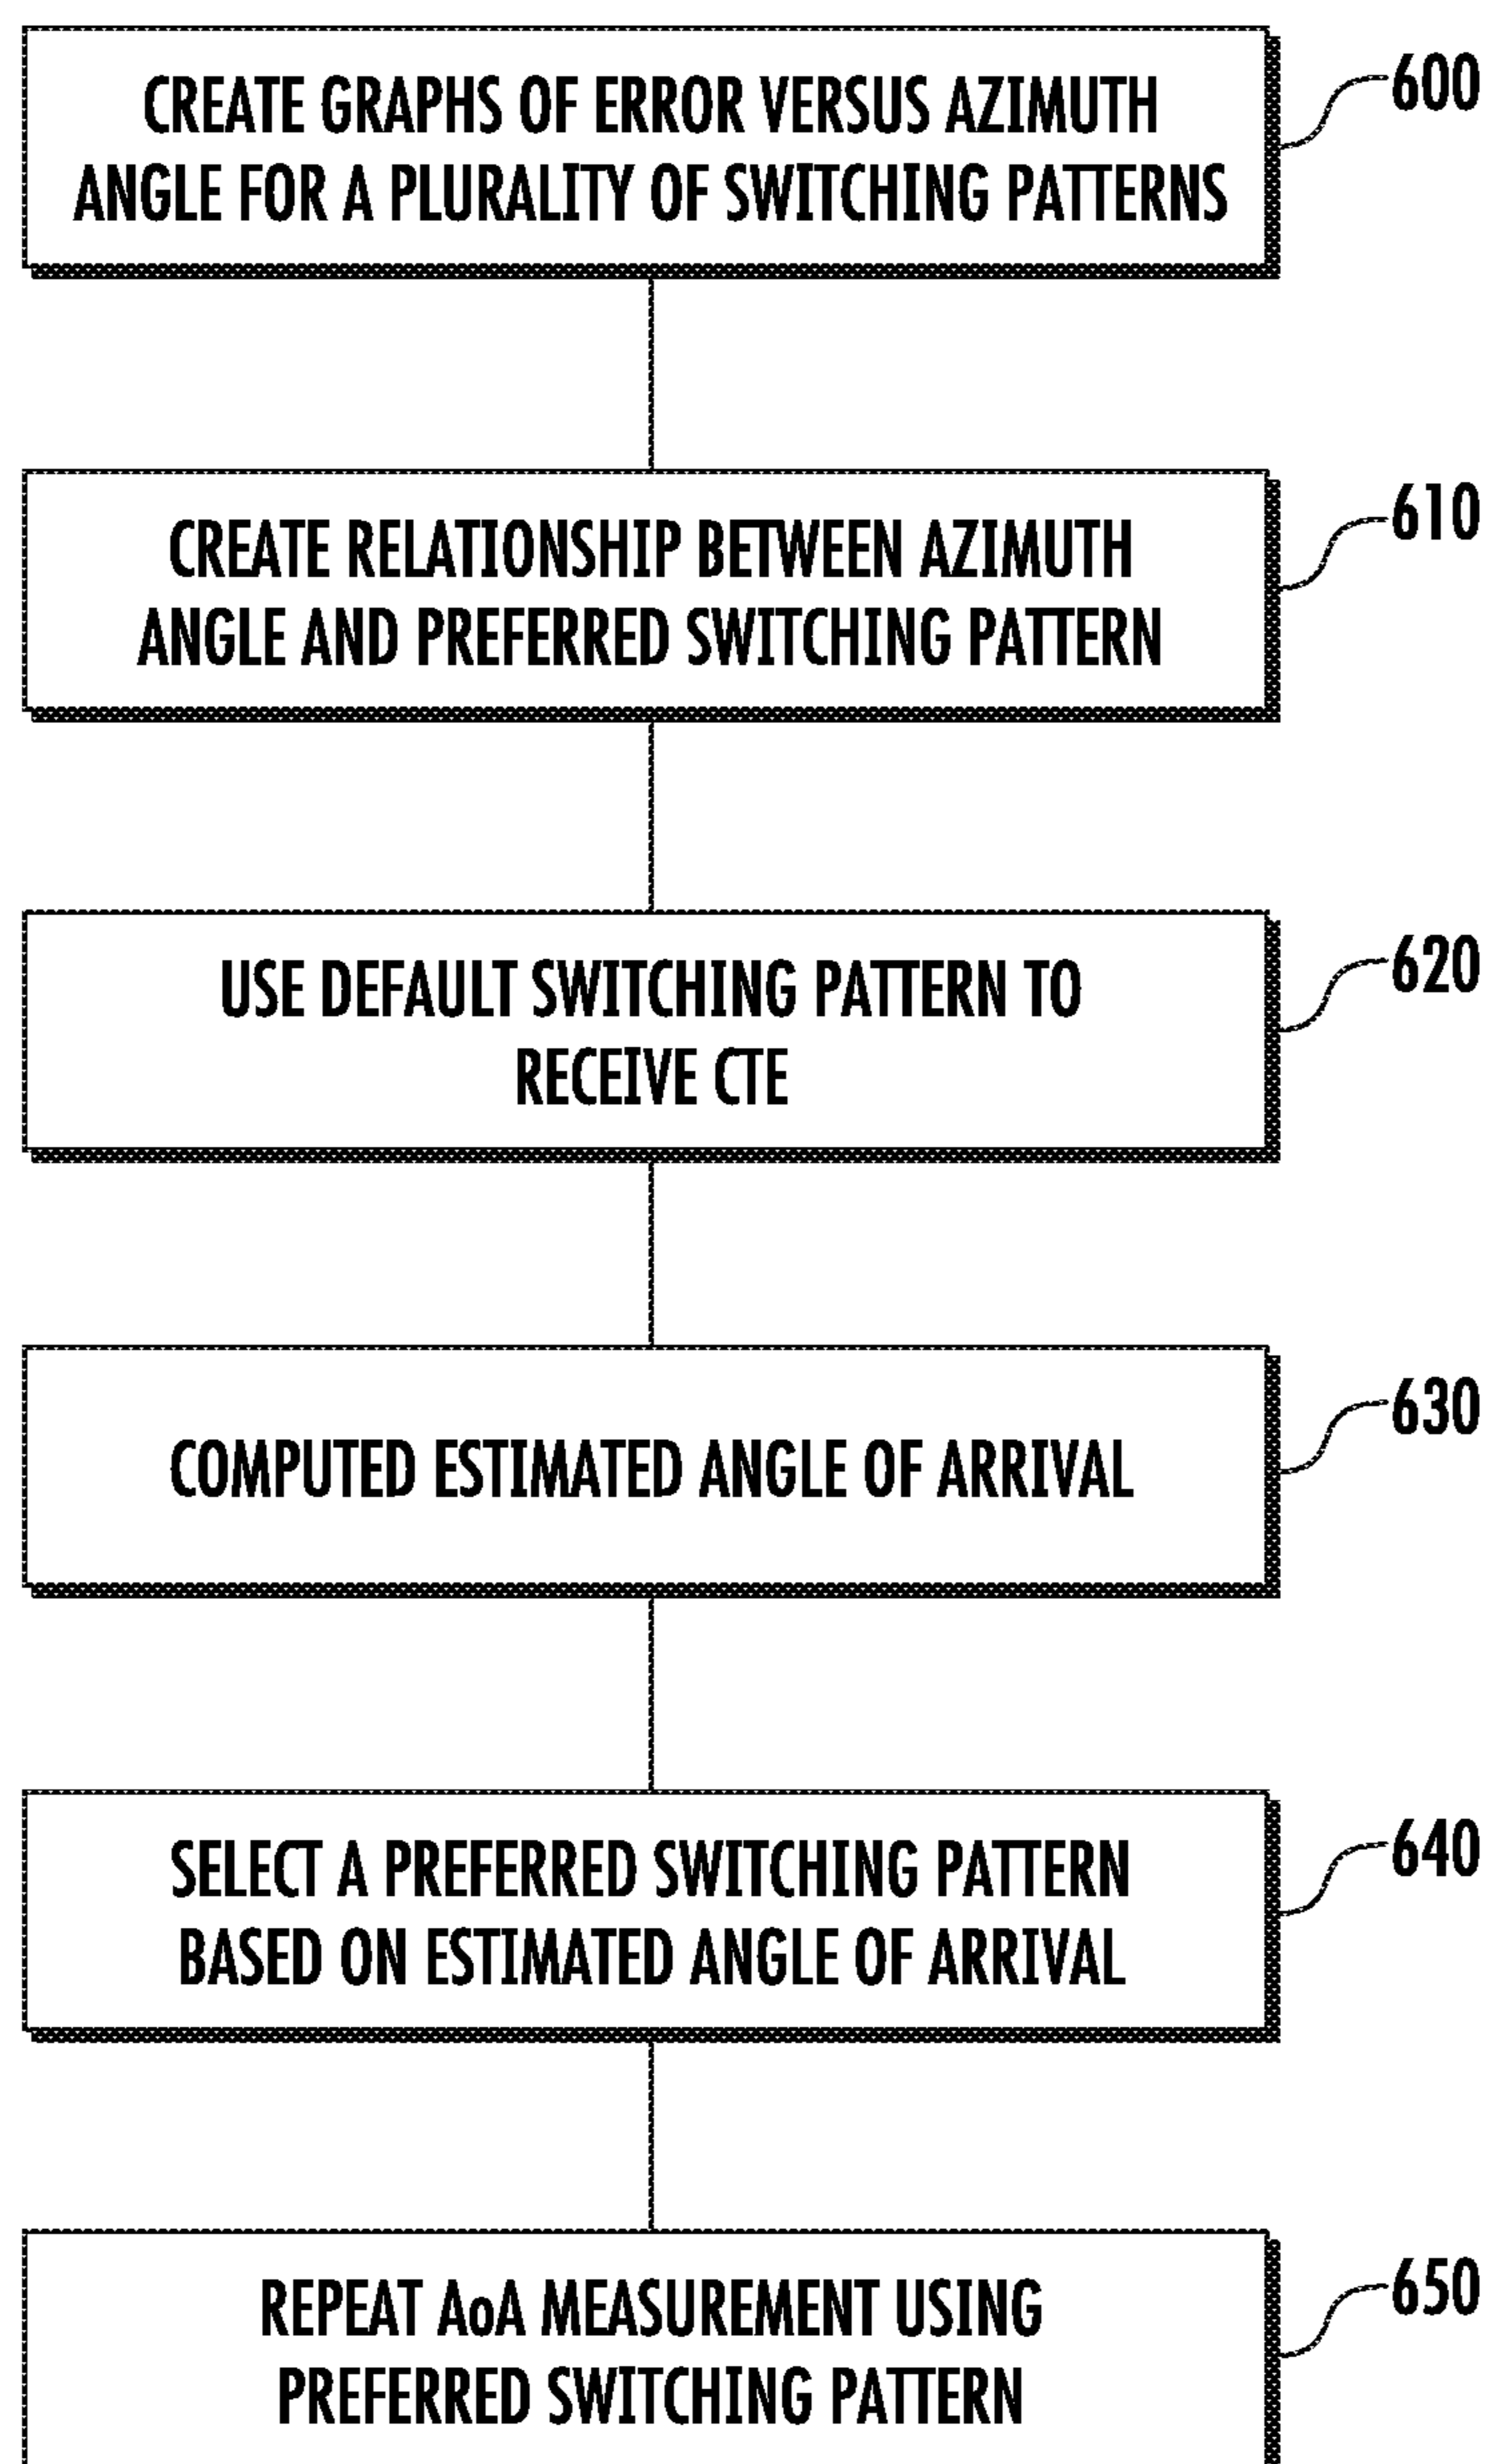 CREATE GRAPHS OF ERROR VERSUS AZIMUTH
ANGLE FOR A PLURALITY OF SWITCHING PATTERNS
600
CREATE RELATIONSHIP BETWEEN AZIMUTH
ANGLE AND PREFERRED SWITCHING PATTERN
610
USE DEFAULT SWITCHING PATTERN TO
RECEIVE CTE
620
COMPUTED ESTIMATED ANGLE OF ARRIVAL
630
SELECT A PREFERRED SWITCHING PATTERN
BASED ON ESTIMATED ANGLE OF ARRIVAL
640
REPEAT AoA MEASUREMENT USING
PREFERRED SWITCHING PATTERN
650